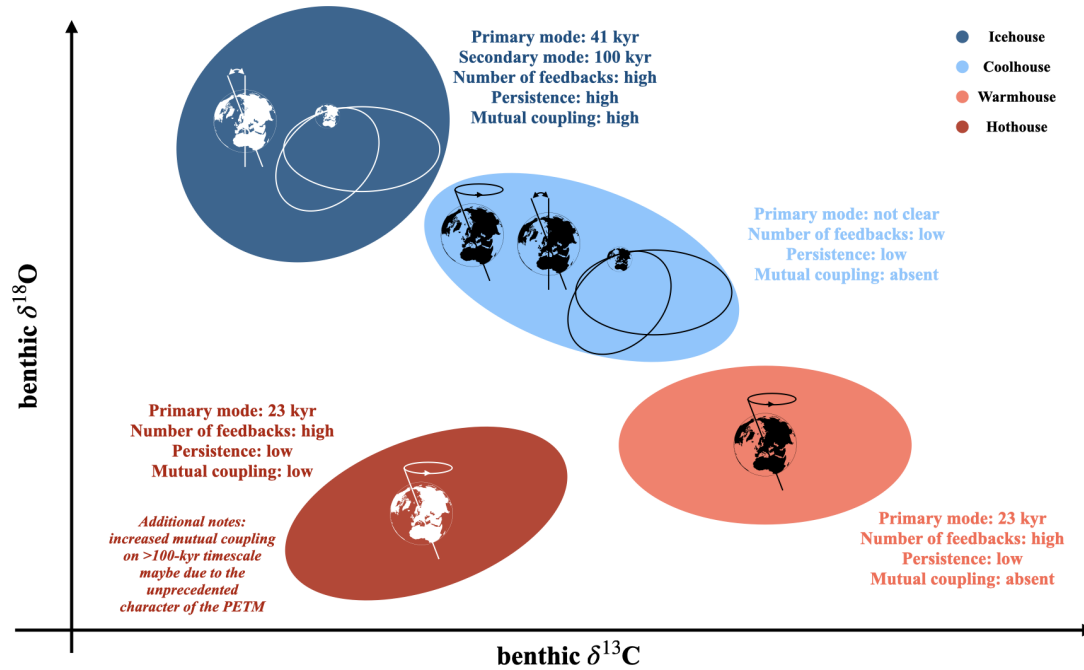 Primary mode: 41 kyr
Secondary mode: 100 kyr
Number of feedbacks: high
Persistence: high
Mutual coupling: high
Icehouse
Coolhouse
Warmhouse
Hothouse
benthic δ¹⁸O
Primary mode: not clear
Number of feedbacks: low
Persistence: low
Mutual coupling: absent
Primary mode: 23 kyr
Number of feedbacks: high
Persistence: low
Mutual coupling: low
Additional notes:
increased mutual coupling
on >100-kyr timescale
maybe due to the
unprecedented
character of the PETM
Primary mode: 23 kyr
Number of feedbacks: high
Persistence: low
Mutual coupling: absent
benthic δ¹³C